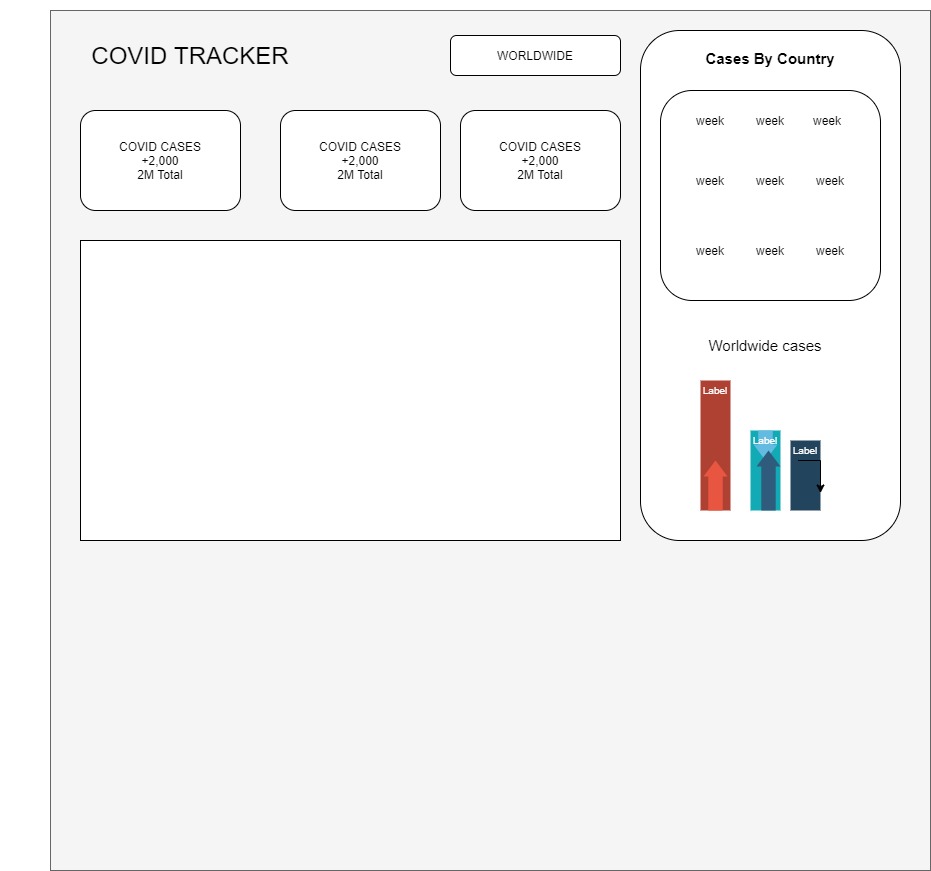 COVID TRACKER
WORLDWIDE
COVID CASES
+2,000
2M Total
COVID CASES
+2,000
2M Total
COVID CASES
+2,000
2M Total
Cases By Country
week week week
week week week
week week week
Worldwide cases
Label
Label
Label